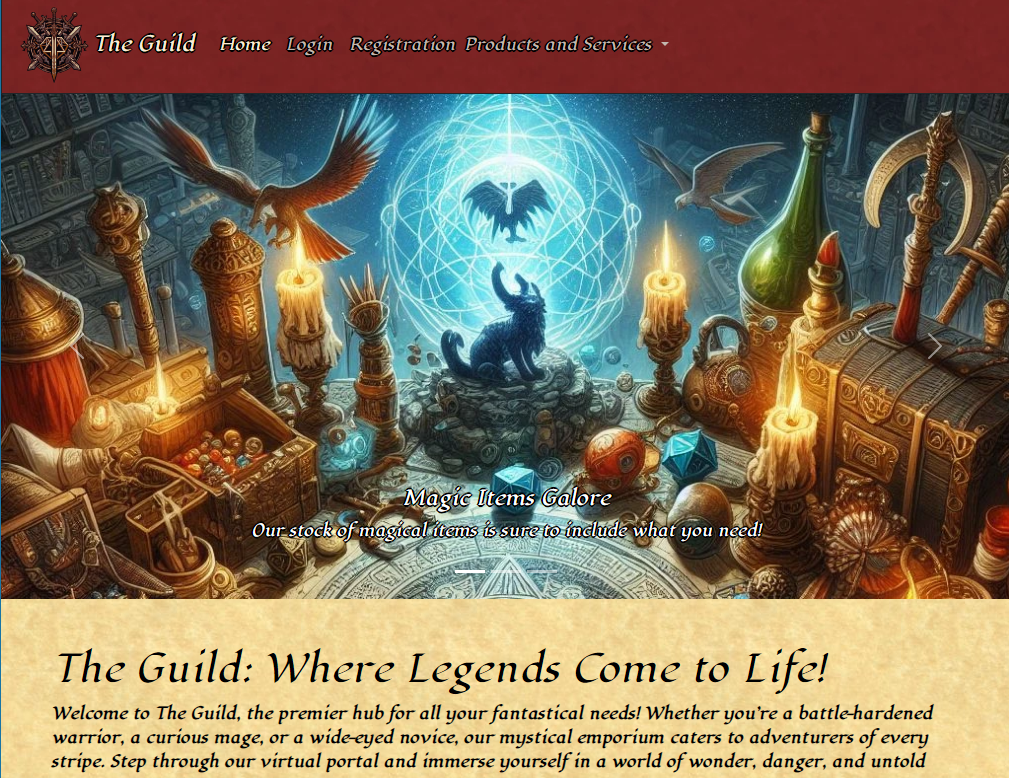 The Guild Home Login Registration Products and Services
Magic Items Galore
Our stock of magical items is sure to include what you need!
The Guild: Where Legends Come to Life!
Welcome to The Guild, the premier hub for all your fantastical needs! Whether you're a battle-hardened
warrior, a curious mage, or a wide-eyed novice, our mystical emporium caters to adventurers of every
stripe. Step through our virtual portal and immerse yourself in a world of wonder, danger, and untold